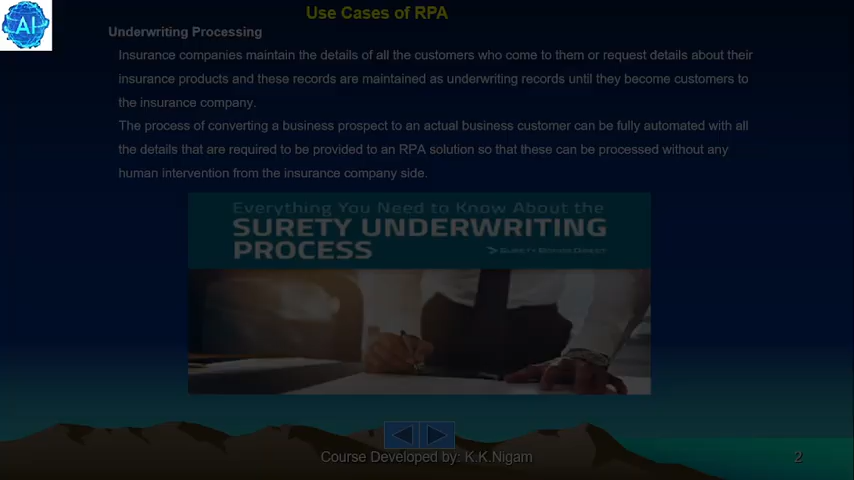 AI
Use Cases of RPA
Underwriting Processing
Insurance companies maintain the details of all the customers who come to them or request details about their
insurance products and these records are maintained as underwriting records until they become customers to
the insurance company.
The process of converting a business prospect to an actual business customer can be fully automated with all
the details that are required to be provided to an RPA solution so that these can be processed without any
human intervention from the insurance company side.
Everything You Need to Know About the
SURETY UNDERWRITING
PROCESS
SURETY BONDS DIRECT
Course Developed by: K.K.Nigam
2